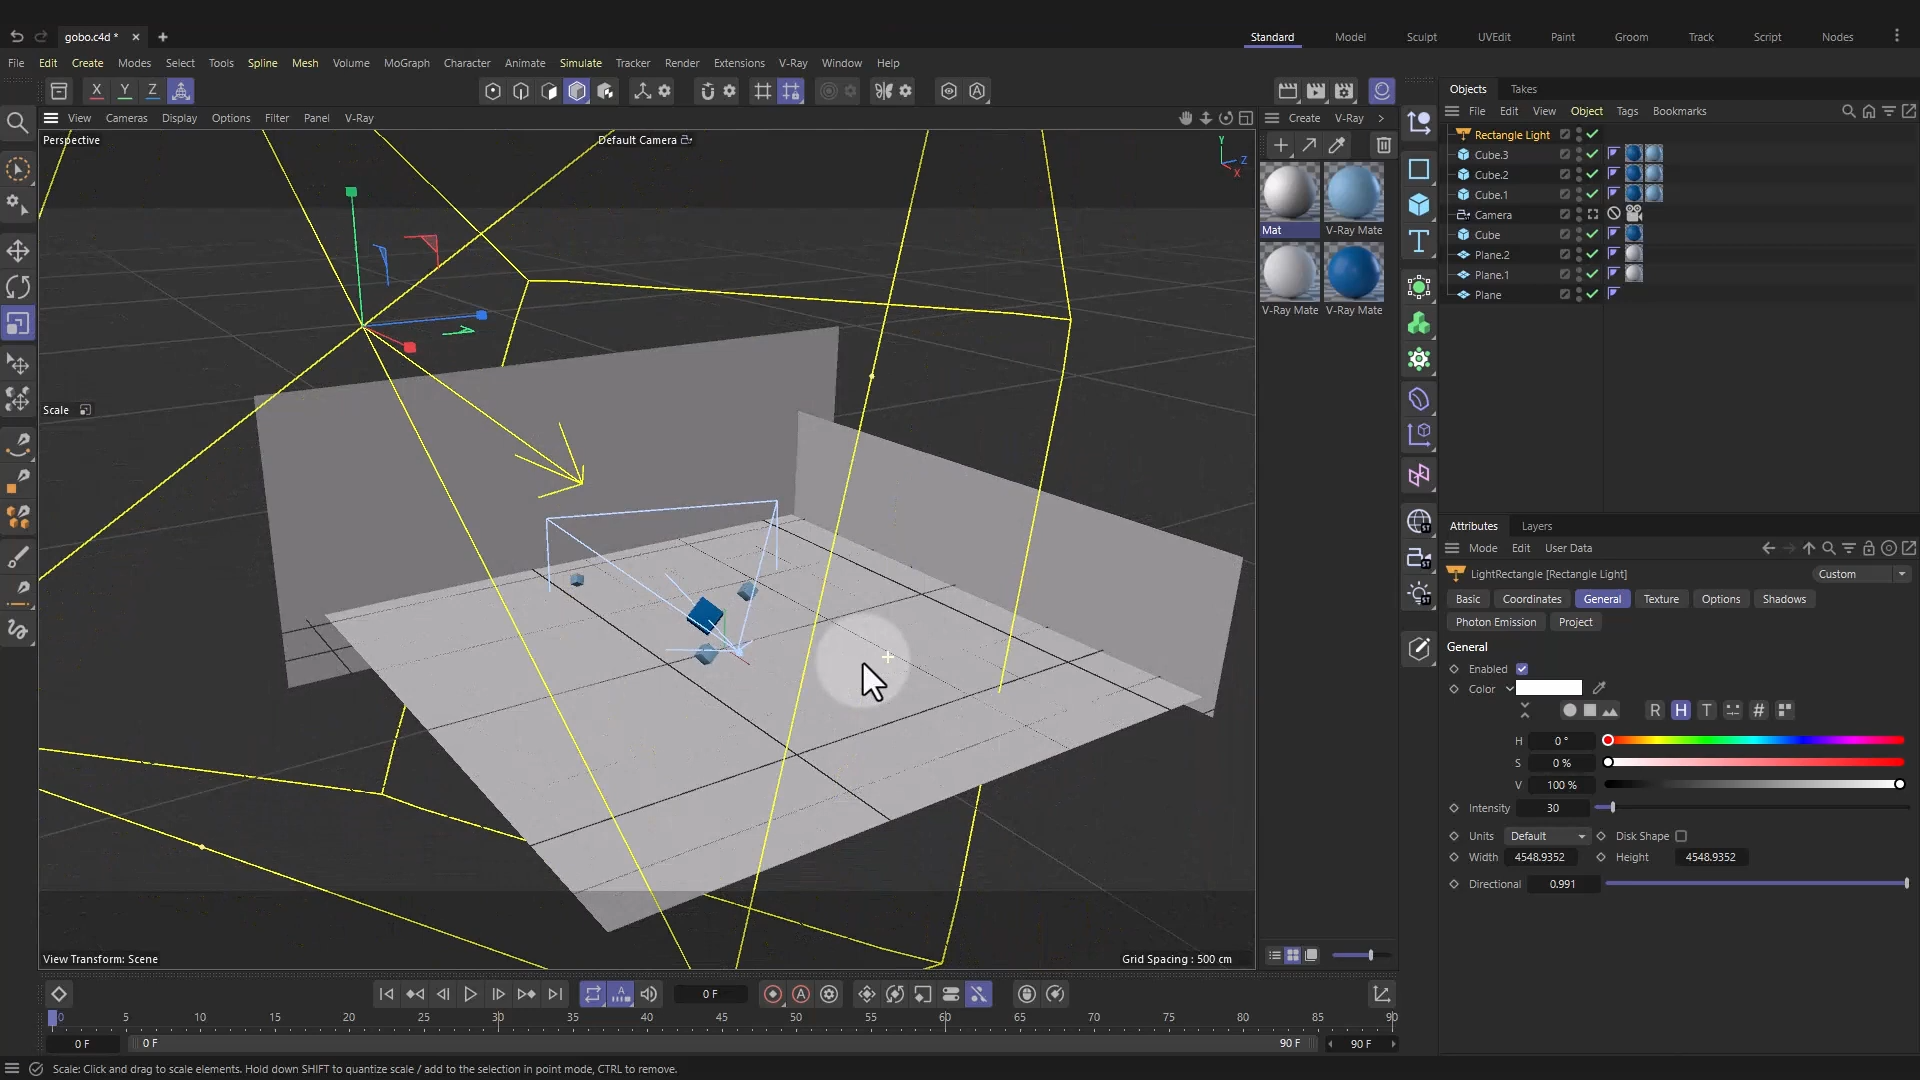 gobo.c4d *
Standard Model Sculpt UVEdit Paint Groom Track Script Nodes
File Edit Create Modes Select Tools Spline Mesh Volume MoGraph Character Animate Simulate Tracker Render Extensions V-Ray Window Help
X Y Z
View Cameras Display Options Filter Panel V-Ray
Perspective
Default Camera
Y
Z
X
Scale
View Transform: Scene
Grid Spacing : 500 cm
Create V-Ray
Mat
V-Ray Mate
V-Ray Mate
V-Ray Mate
Objects Takes
File Edit View Object Tags Bookmarks
Rectangle Light
Cube.3
Cube.2
Cube.1
Camera
Cube
Plane.2
Plane.1
Plane
Attributes Layers
Mode Edit User Data
LightRectangle [Rectangle Light]
Custom
Basic Coordinates General Texture Options Shadows
Photon Emission Project
General
Enabled
Color
R H T #
H 0 °
S 0 %
V 100 %
Intensity 30
Units Default Disk Shape
Width 4548.9352 Height 4548.9352
Directional 0.991
0 F
0 5 10 15 20 25 30 35 40 45 50 55 60 65 70 75 80 85 90
0 F 0 F 90 F 90 F
Scale: Click and drag to scale elements. Hold down SHIFT to quantize scale / add to the selection in point mode, CTRL to remove.